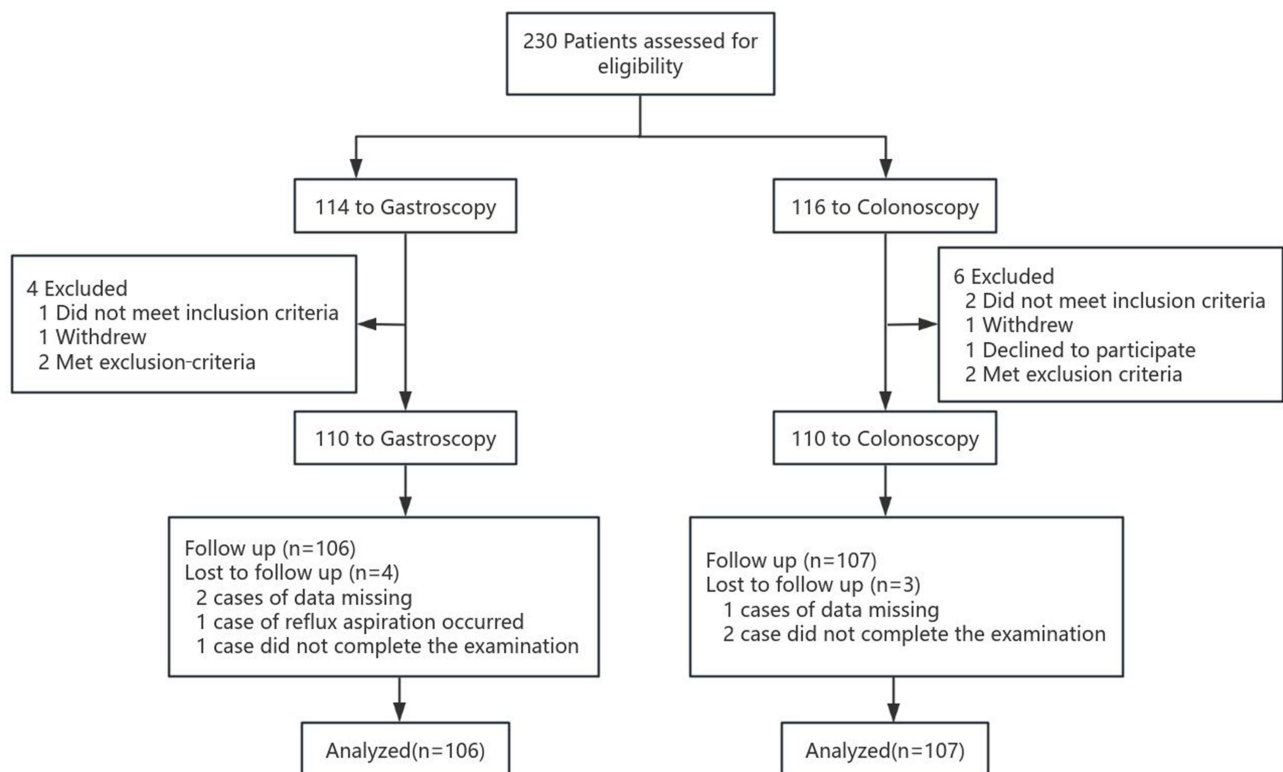 230 Patients assessed for
eligibility
114 to Gastroscopy
116 to Colonoscopy
4 Excluded
1 Did not meet inclusion criteria
1 Withdrew
2 Met exclusion-criteria
6 Excluded
2 Did not meet inclusion criteria
1 Withdrew
1 Declined to participate
2 Met exclusion criteria
110 to Gastroscopy
110 to Colonoscopy
Follow up (n=106)
Lost to follow up (n=4)
2 cases of data missing
1 case of reflux aspiration occurred
1 case did not complete the examination
Follow up (n=107)
Lost to follow up (n=3)
1 cases of data missing
2 case did not complete the examination
Analyzed(n=106)
Analyzed(n=107)